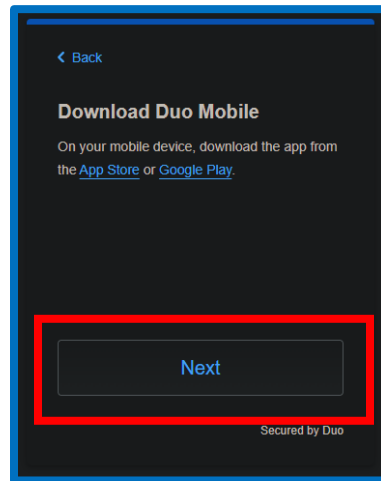 Back
Download Duo Mobile
On your mobile device, download the app from
the App Store or Google Play.
Next
Secured by Duo